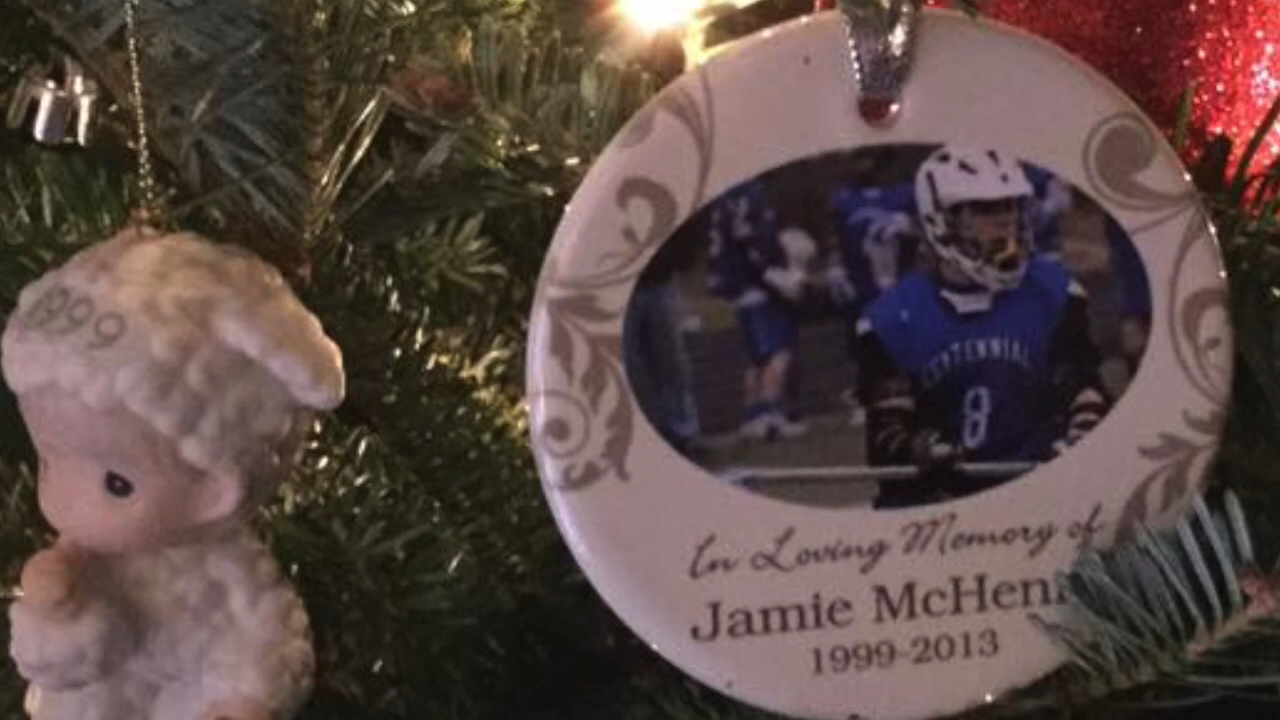 1999
CENTENNIAL
8
In Loving Memory of
Jamie McHen
1999-2013